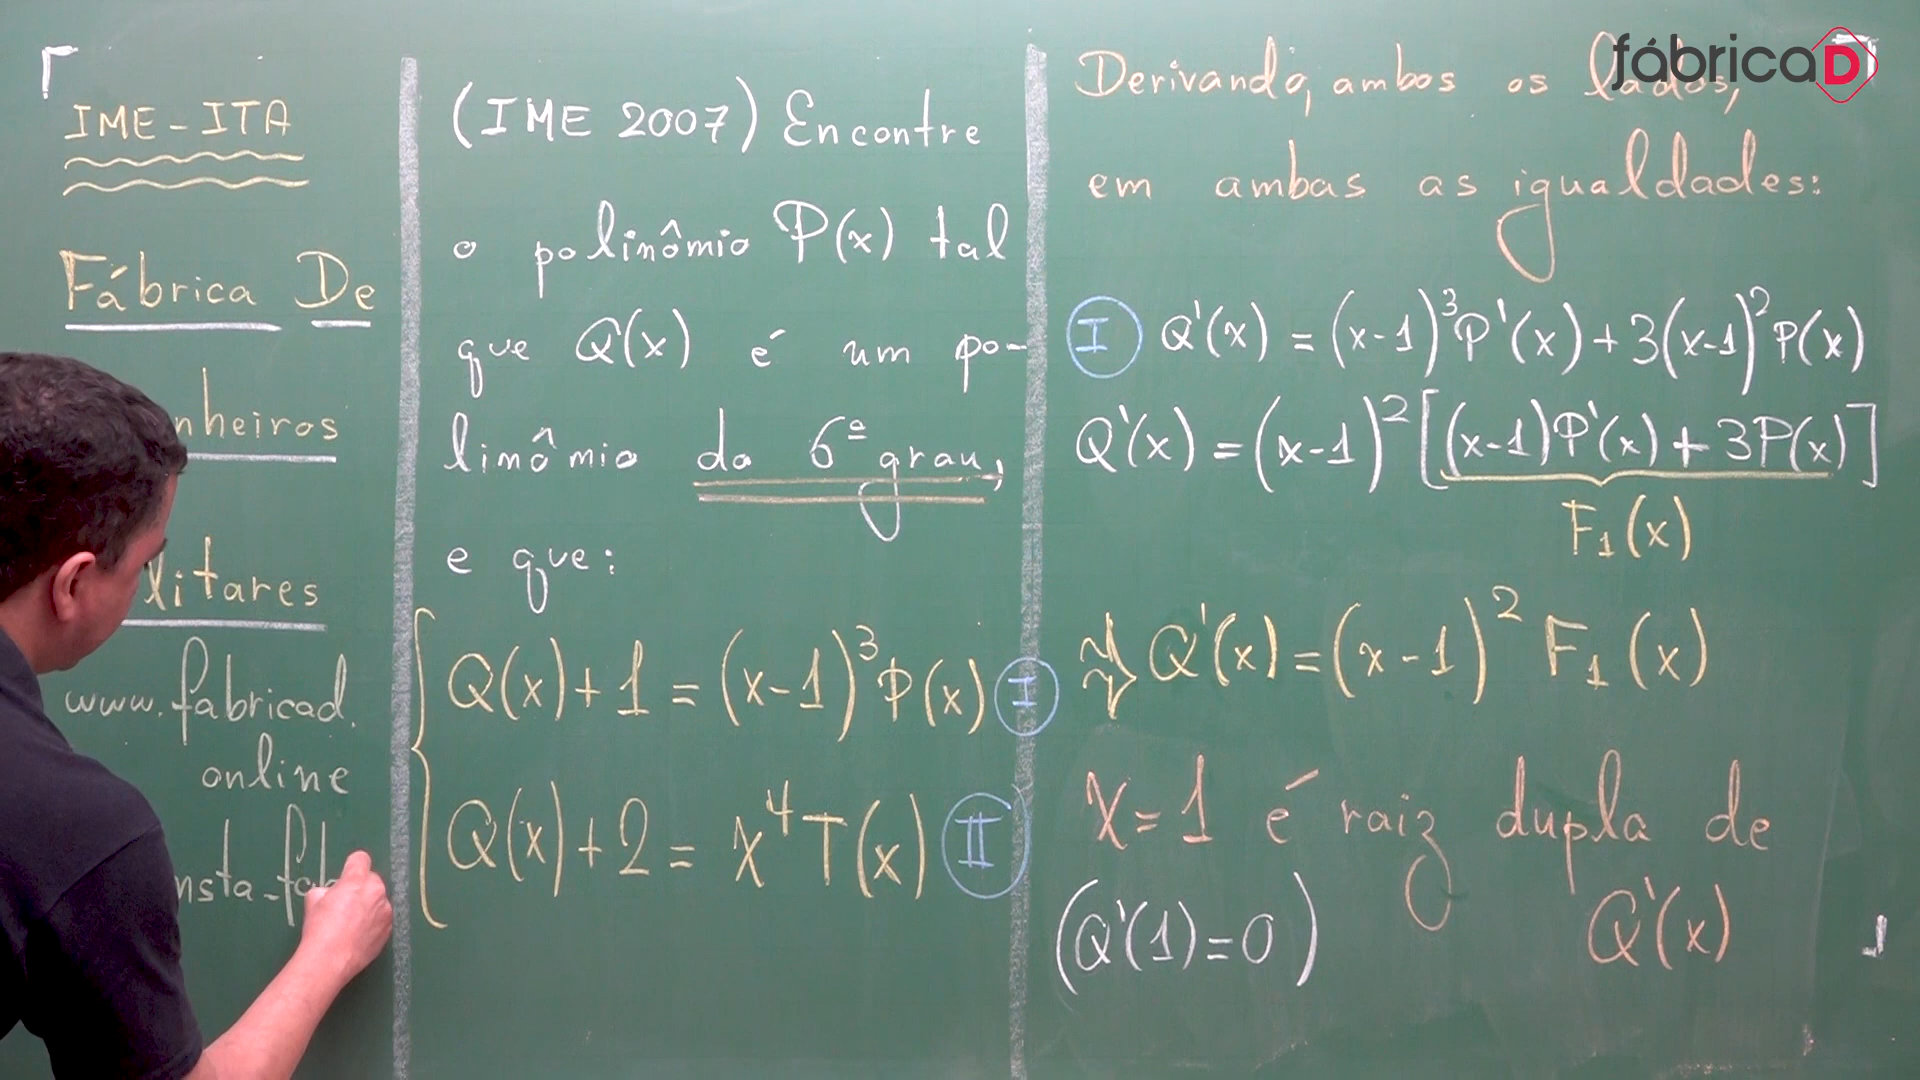 IME-ITA
Fábrica De
nheiros
litares
www.fabricad.
online
nsta-fab
(IME 2007) Encontre
o polinômio P(x) tal
que Q(x) é um po-
linômio do 6º grau,
e que:
Q(x)+1=(x-1)³P(x) I
Q(x)+2=x⁴T(x) II
Derivando, ambos os lados,
em ambas as igualdades:
I Q'(x)=(x-1)³P'(x)+3(x-1)²P(x)
Q'(x)=(x-1)²[(x-1)P'(x)+3P(x)]
F₁(x)
Q'(x)=(x-1)²F₁(x)
x=1 é raiz dupla de
(Q'(1)=0) Q'(x)
fábricaD